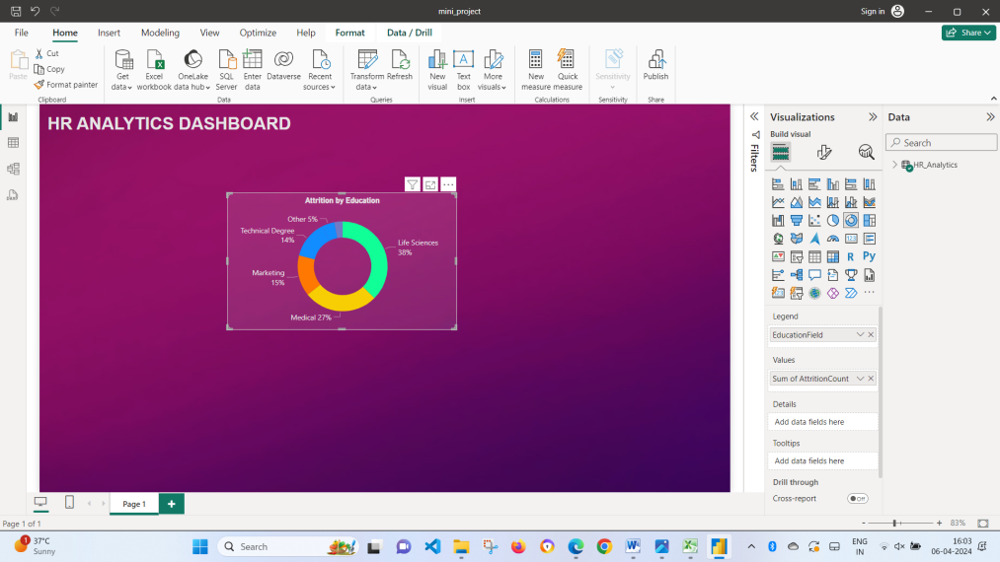 mini_project
Sign in
File Home Insert Modeling View Optimize Help Format Data / Drill Share
Paste Cut
Copy
Format painter
Clipboard
Get
data
Excel
workbook
OneLake
data hub
SQL
Server
Enter
data
Dataverse
Recent
sources
Data
Transform
data
Refresh
Queries
New
visual
Text
box
More
visuals
Insert
New
measure
Quick
measure
Calculations
Sensitivity
Sensitivity
Publish
Share
HR ANALYTICS DASHBOARD
Attrition by Education
Other 5%
Technical Degree
14%
Life Sciences
38%
Marketing
15%
Medical 27%
Filters
Visualizations
Build visual
R Py
Legend
EducationField
Values
Sum of AttritionCount
Details
Add data fields here
Tooltips
Add data fields here
Drill through
Cross-report Off
Data
Search
HR_Analytics
Page 1
Page 1 of 1
- + 83%
1
37°C
Sunny
Search
ENG
IN
16:03
06-04-2024